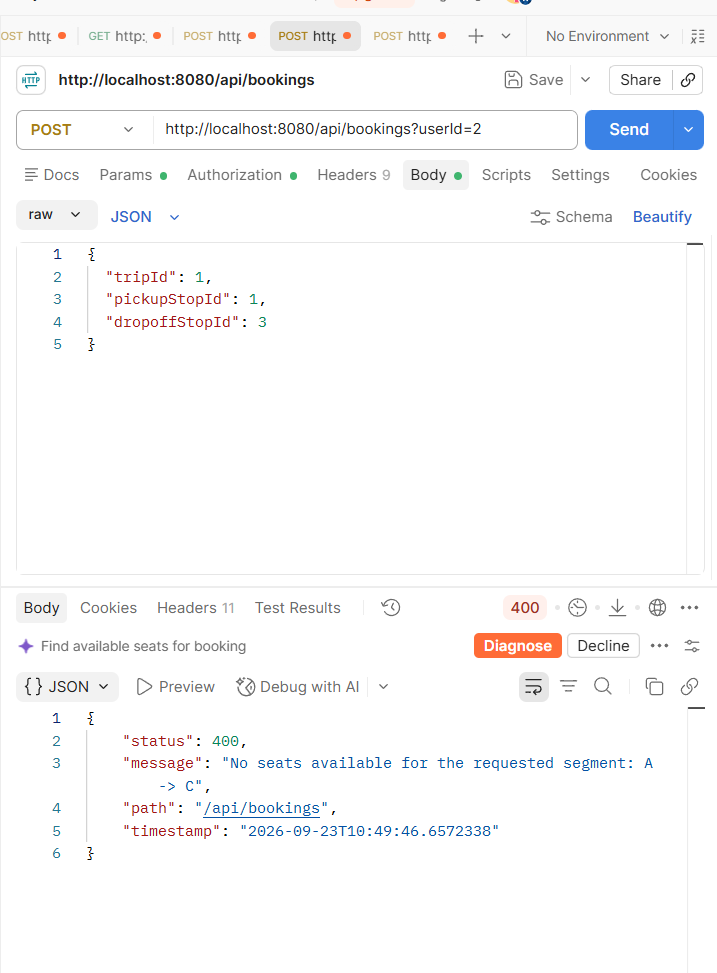 OST http
GET http:
POST http
POST http
POST http
No Environment
HTTP
http://localhost:8080/api/bookings
Save
Share
POST
http://localhost:8080/api/bookings?userId=2
Send
Docs
Params
Authorization
Headers 9
Body
Scripts
Settings
Cookies
raw
JSON
Schema
Beautify
1 {
2 "tripId": 1,
3 "pickupStopId": 1,
4 "dropoffStopId": 3
5 }
Body
Cookies
Headers 11
Test Results
400
Find available seats for booking
Diagnose
Decline
{} JSON
Preview
Debug with AI
1 {
2 "status": 400,
3 "message": "No seats available for the requested segment: A
-> C",
4 "path": "/api/bookings",
5 "timestamp": "2026-09-23T10:49:46.6572338"
6 }